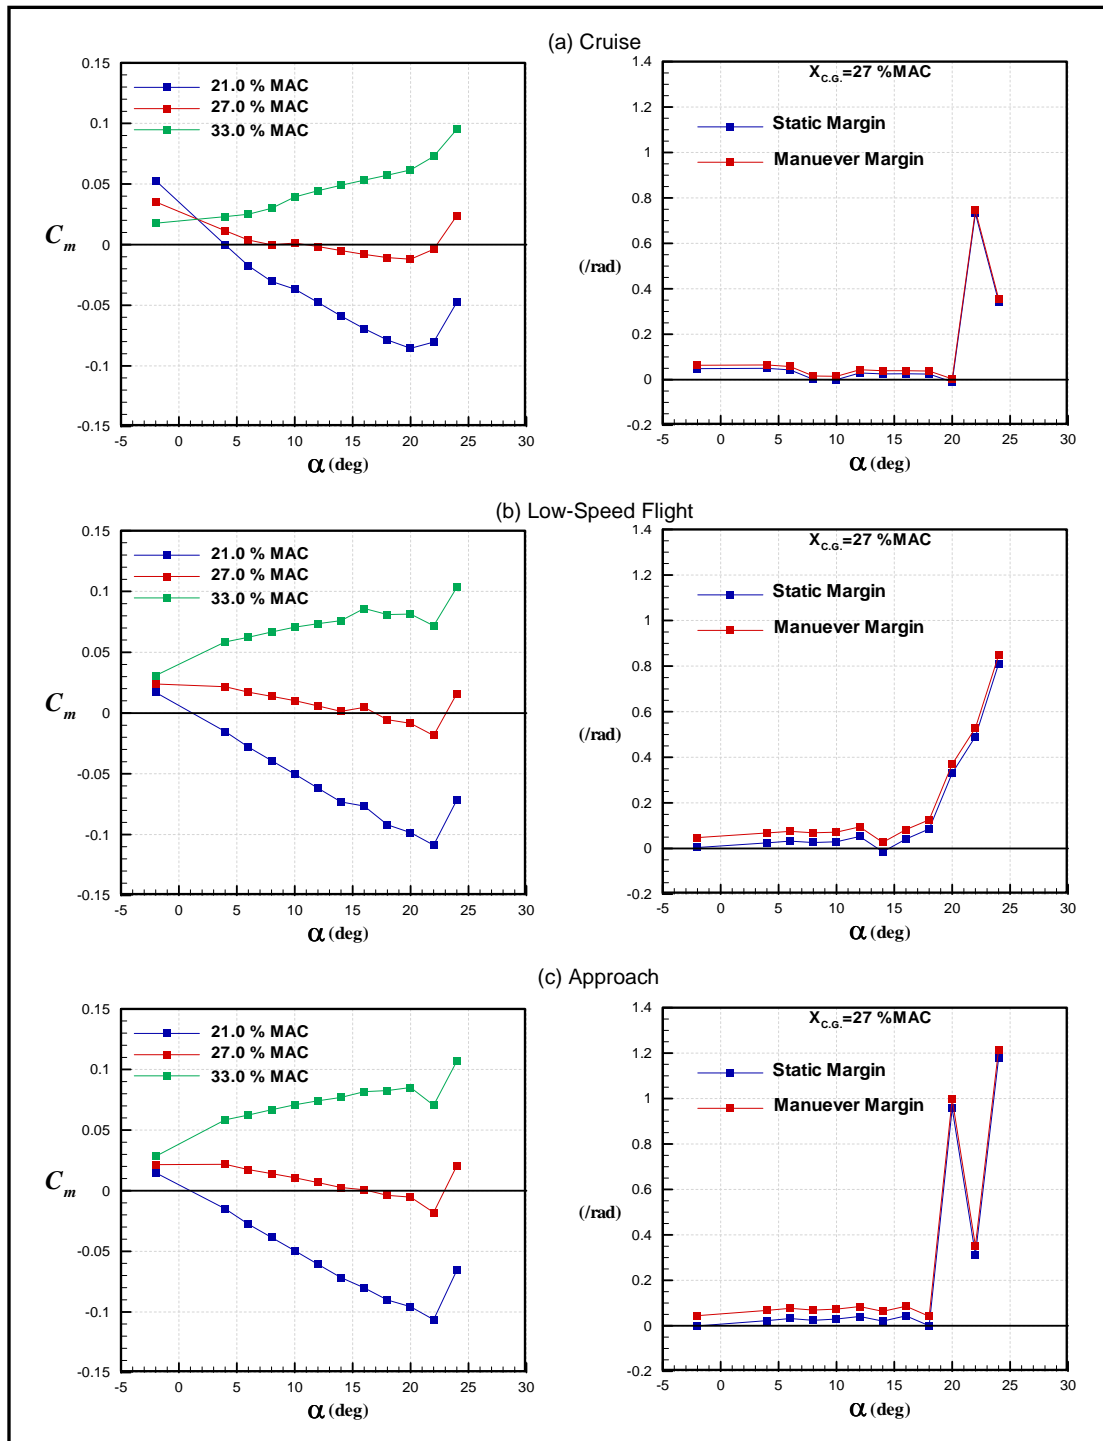 (a) Cruise
0.15
0.1
0.05
0
-0.05
-0.1
-0.15
-5 0 5 10 15 20 25 30
C_m
α (deg)
21.0 % MAC
27.0 % MAC
33.0 % MAC
1.4
1.2
1
0.8
0.6
0.4
0.2
0
-0.2
-5 0 5 10 15 20 25 30
(/rad)
α (deg)
X_C.G.=27 %MAC
Static Margin
Manuever Margin
(b) Low-Speed Flight
0.15
0.1
0.05
0
-0.05
-0.1
-0.15
-5 0 5 10 15 20 25 30
C_m
α (deg)
21.0 % MAC
27.0 % MAC
33.0 % MAC
1.4
1.2
1
0.8
0.6
0.4
0.2
0
-0.2
-5 0 5 10 15 20 25 30
(/rad)
α (deg)
X_C.G.=27 %MAC
Static Margin
Manuever Margin
(c) Approach
0.15
0.1
0.05
0
-0.05
-0.1
-0.15
-5 0 5 10 15 20 25 30
C_m
α (deg)
21.0 % MAC
27.0 % MAC
33.0 % MAC
1.4
1.2
1
0.8
0.6
0.4
0.2
0
-0.2
-5 0 5 10 15 20 25 30
(/rad)
α (deg)
X_C.G.=27 %MAC
Static Margin
Manuever Margin